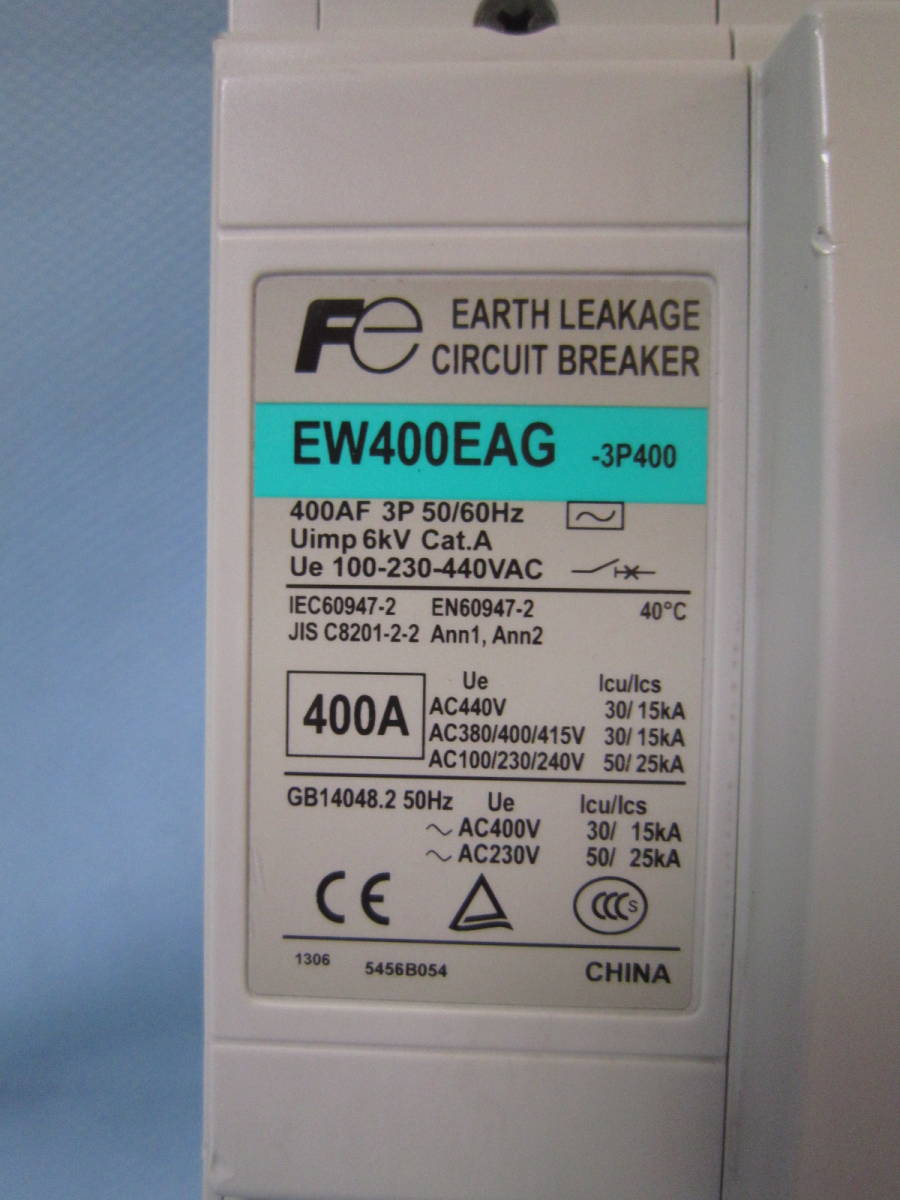 Fe EARTH LEAKAGE
CIRCUIT BREAKER
EW400EAG -3P400
400AF 3P 50/60Hz
Uimp 6kV Cat.A
Ue 100-230-440VAC
IEC60947-2 EN60947-2 40°C
JIS C8201-2-2 Ann1, Ann2
400A
Ue Icu/Ics
AC440V 30/15kA
AC380/400/415V 30/15kA
AC100/230/240V 50/25kA
GB14048.2 50Hz Ue Icu/Ics
~AC400V 30/ 15kA
~AC230V 50/ 25kA
CE CCC S
1306 5456B054 CHINA